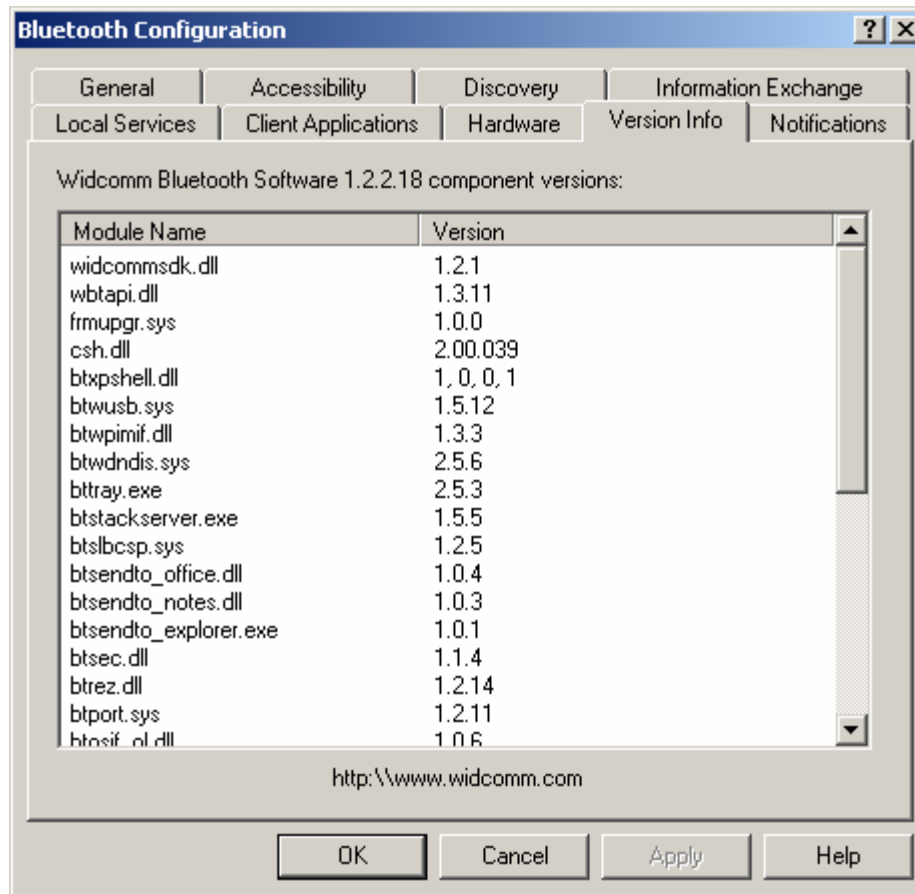 Bluetooth Configuration
General Accessibility Discovery Information Exchange
Local Services Client Applications Hardware Version Info Notifications
Widcomm Bluetooth Software 1.2.2.18 component versions:
Module Name Version
widcommsdk.dll 1.2.1
wbtapi.dll 1.3.11
frmupgr.sys 1.0.0
csh.dll 2.00.039
btxpshell.dll 1, 0, 0, 1
btwusb.sys 1.5.12
btwpimif.dll 1.3.3
btwdndis.sys 2.5.6
bttray.exe 2.5.3
btstackserver.exe 1.5.5
btslbcsp.sys 1.2.5
btsendto_office.dll 1.0.4
btsendto_notes.dll 1.0.3
btsendto_explorer.exe 1.0.1
btsec.dll 1.1.4
btrez.dll 1.2.14
btport.sys 1.2.11
btosif_ol.dll 1.0.6
http:\\www.widcomm.com
OK Cancel Apply Help